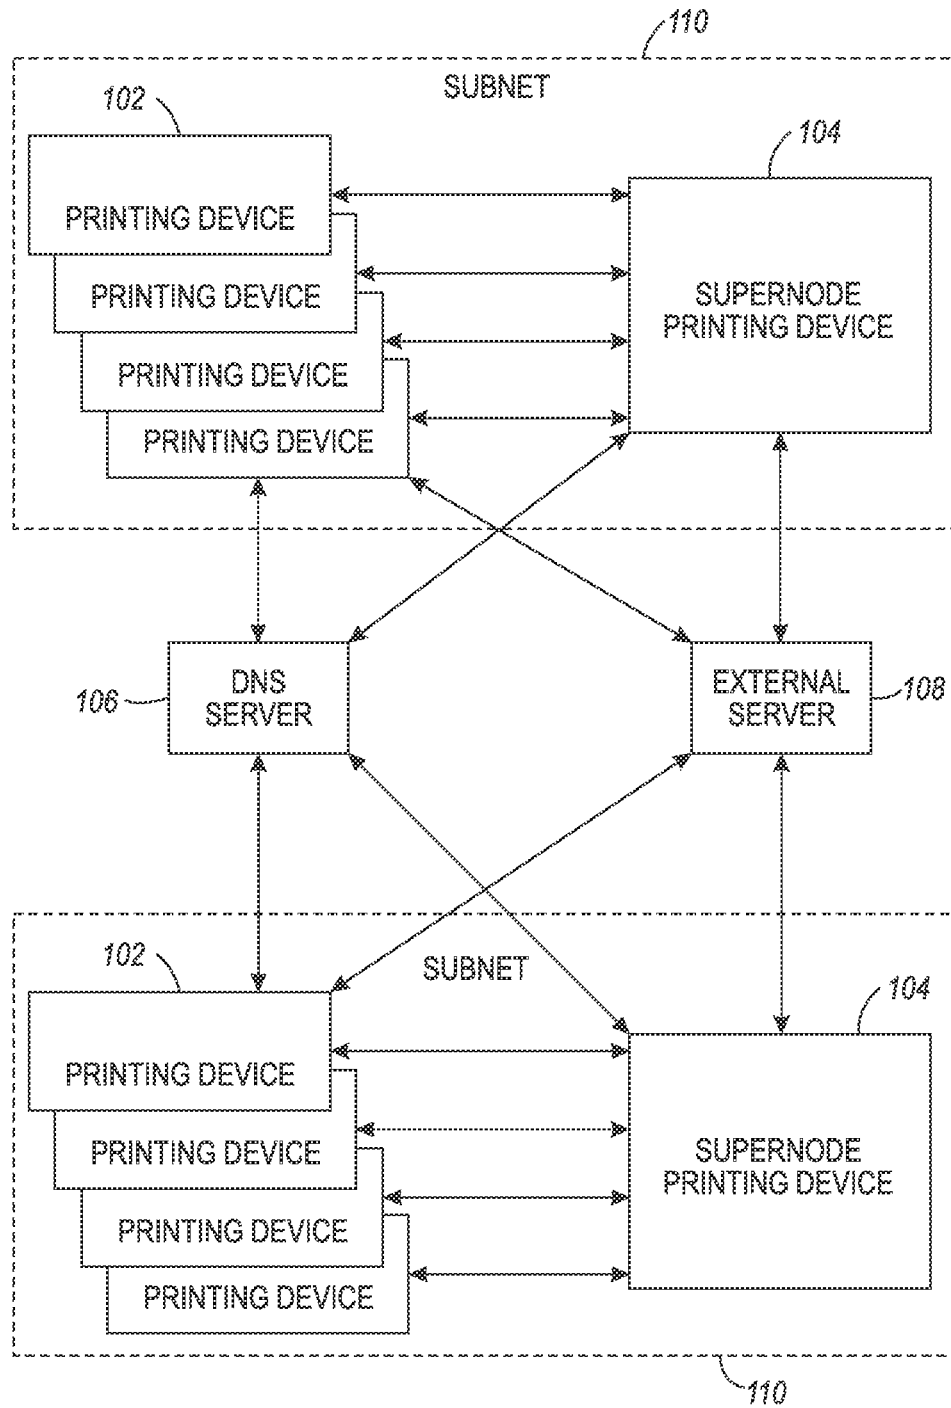 110
SUBNET
102
104
PRINTING DEVICE
PRINTING DEVICE
PRINTING DEVICE
PRINTING DEVICE
SUPERNODE
PRINTING DEVICE
106
DNS
SERVER
EXTERNAL
SERVER
108
102
SUBNET
104
PRINTING DEVICE
PRINTING DEVICE
PRINTING DEVICE
PRINTING DEVICE
SUPERNODE
PRINTING DEVICE
110